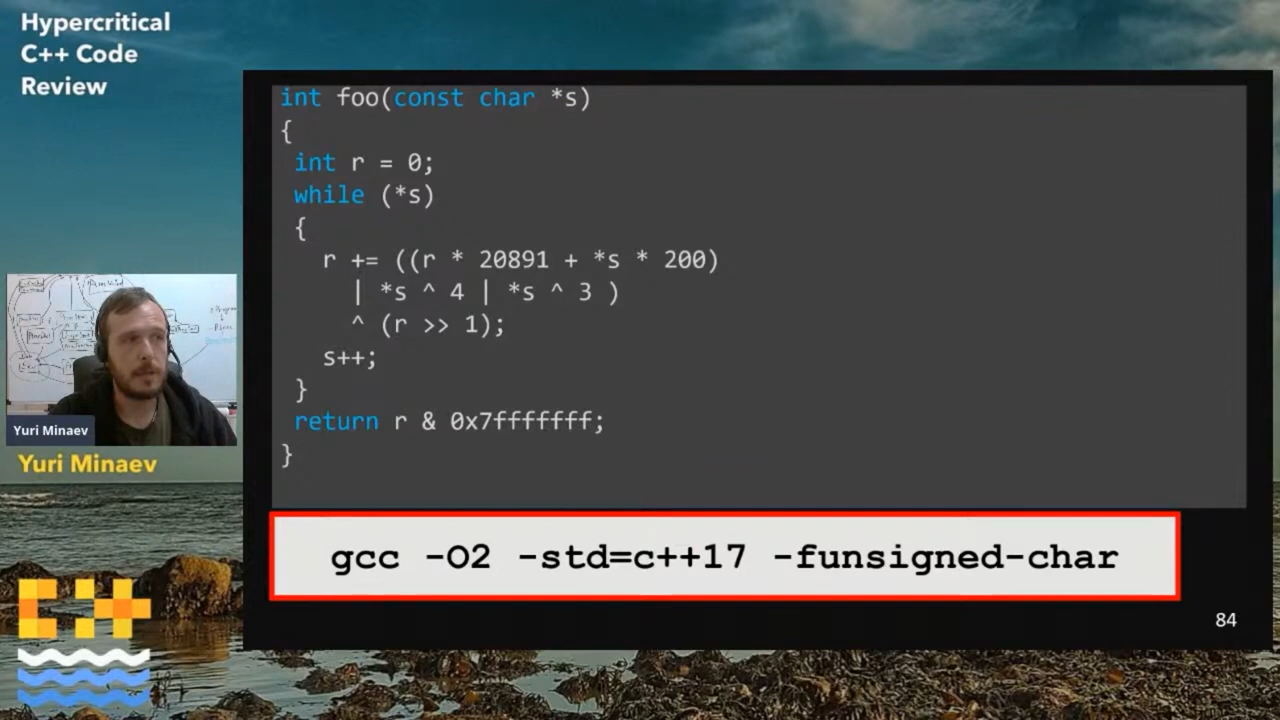 Hypercritical
C++ Code
Review
int foo(const char *s)
{
int r = 0;
while (*s)
{
r += ((r * 20891 + *s * 200)
| *s ^ 4 | *s ^ 3 )
^ (r >> 1);
s++;
}
return r & 0x7fffffff;
}
Yuri Minaev
Yuri Minaev
gcc -O2 -std=c++17 -funsigned-char
84
C++